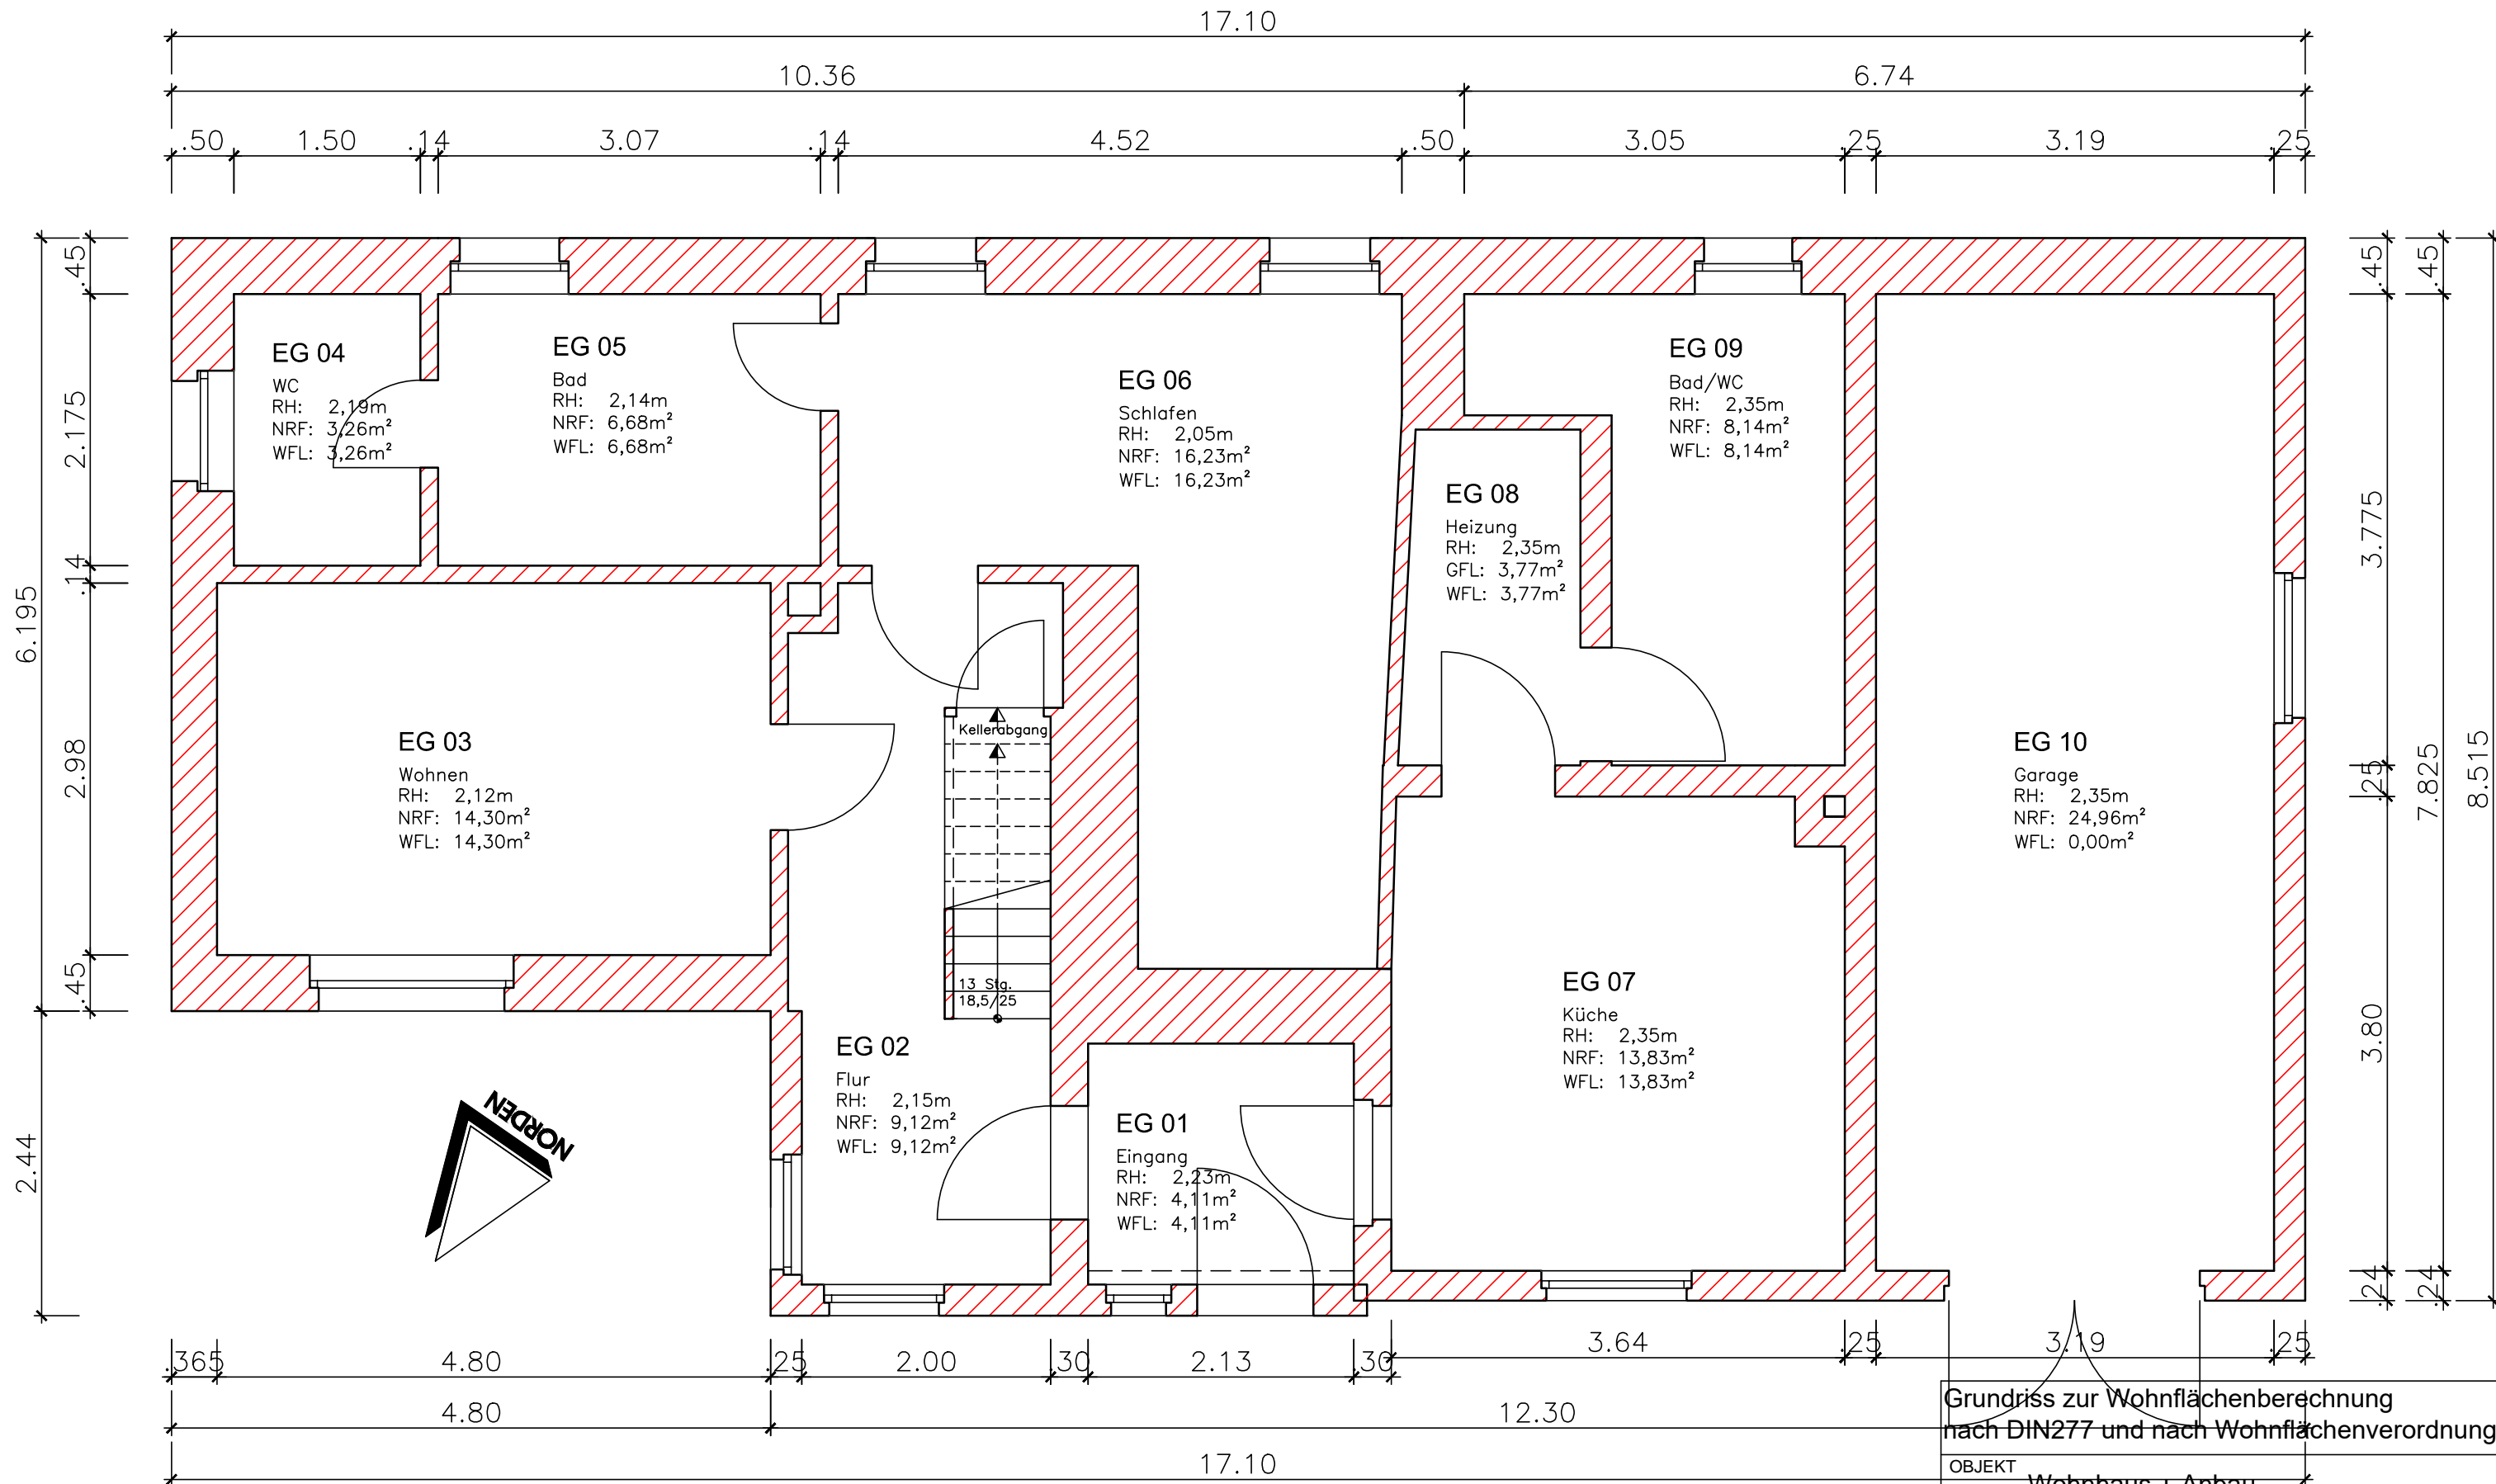 17.10
10.36 6.74
.50 1.50 .14 3.07 .14 4.52 .50 3.05 .25 3.19 .25
6.195
2.44
.45
2.175
.14
2.98
.45
EG 04
WC
RH: 2,19m
NRF: 3,26m²
WFL: 3,26m²
EG 05
Bad
RH: 2,14m
NRF: 6,68m²
WFL: 6,68m²
EG 06
Schlafen
RH: 2,05m
NRF: 16,23m²
WFL: 16,23m²
EG 09
Bad/WC
RH: 2,35m
NRF: 8,14m²
WFL: 8,14m²
EG 08
Heizung
RH: 2,35m
GFL: 3,77m²
WFL: 3,77m²
EG 03
Wohnen
RH: 2,12m
NRF: 14,30m²
WFL: 14,30m²
Kellerabgang
13 Stg.
18,5/25
EG 10
Garage
RH: 2,35m
NRF: 24,96m²
WFL: 0,00m²
EG 07
Küche
RH: 2,35m
NRF: 13,83m²
WFL: 13,83m²
EG 02
Flur
RH: 2,15m
NRF: 9,12m²
WFL: 9,12m²
EG 01
Eingang
RH: 2,23m
NRF: 4,11m²
WFL: 4,11m²
NORDEN
.45
3.775
.25
3.80
.24
.45
7.825
.24
8.515
3.64 .25 3.19 .25
.365 4.80 .25 2.00 .30 2.13 .30
4.80 12.30
17.10
Grundriss zur Wohnflächenberechnung
nach DIN277 und nach Wohnflächenverordnung
OBJEKT
Wohnhaus + Anbau